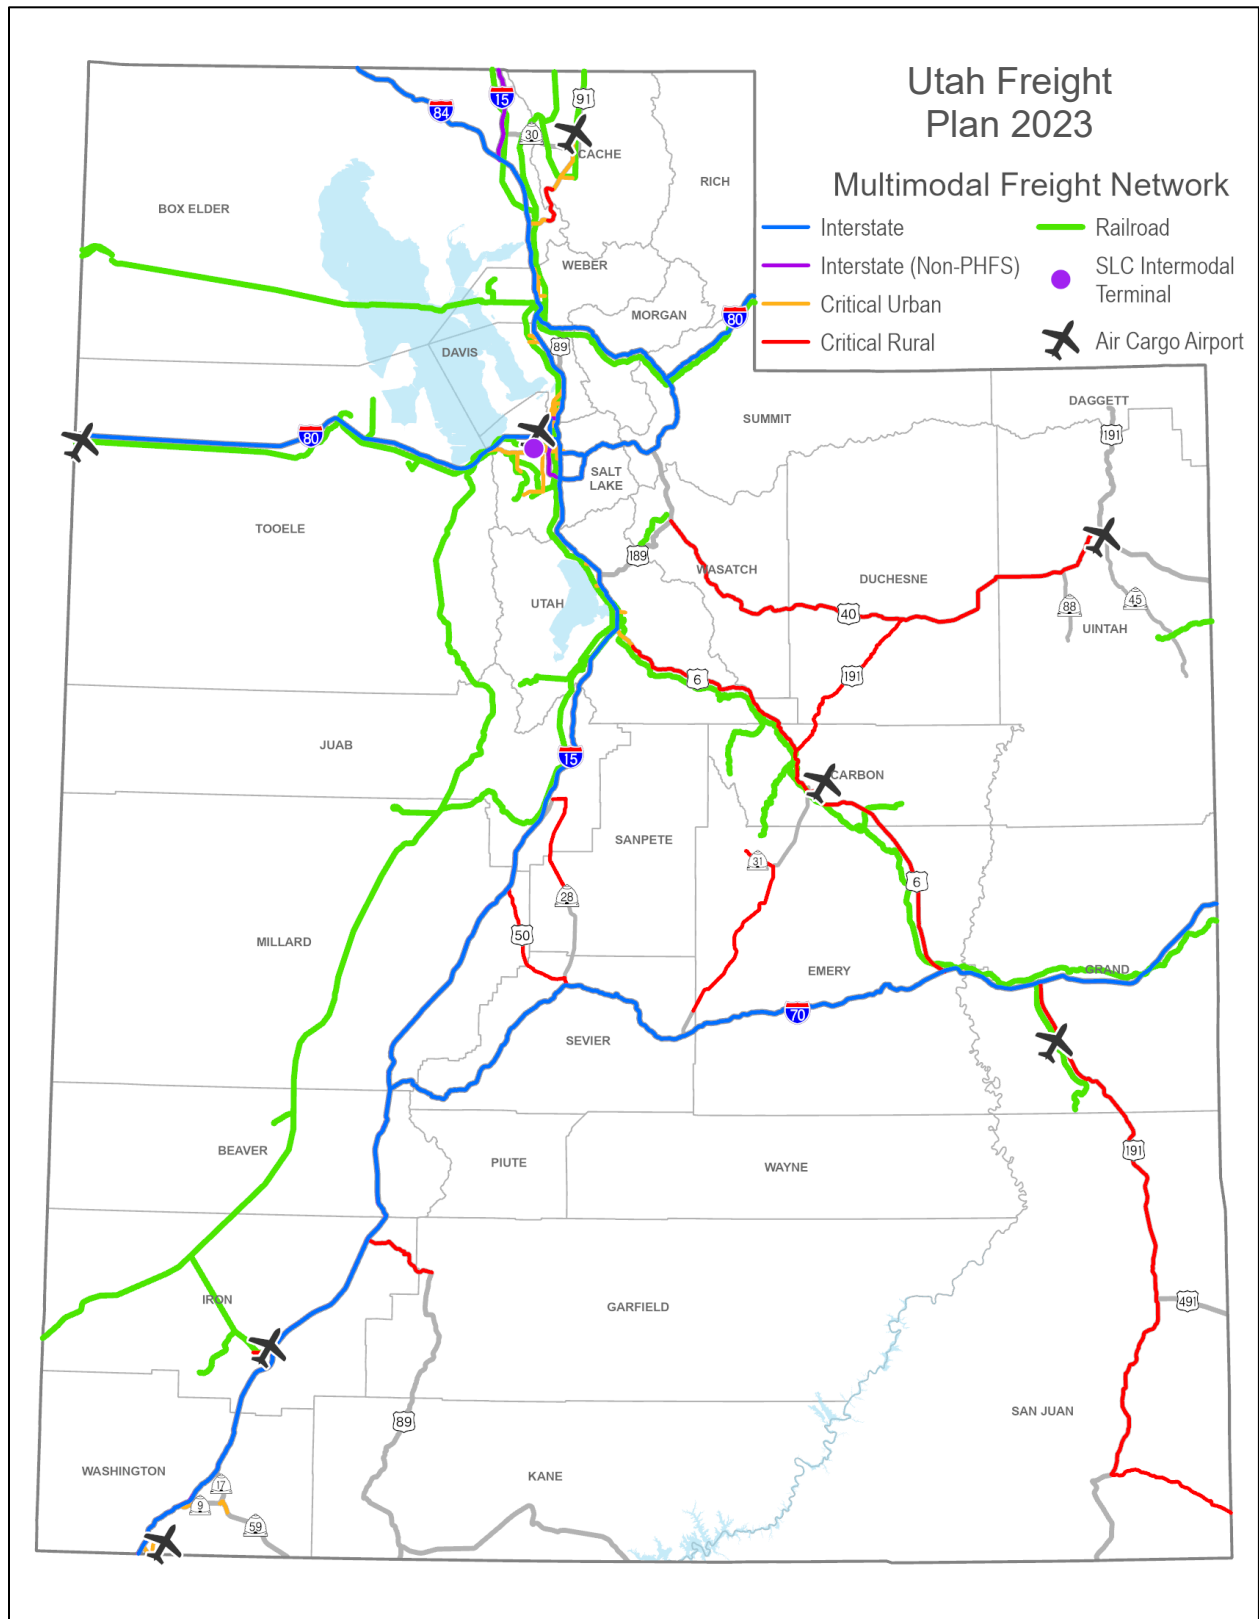 Utah Freight
Plan 2023
Multimodal Freight Network
Interstate
Interstate (Non-PHFS)
Critical Urban
Critical Rural
Railroad
SLC Intermodal
Terminal
Air Cargo Airport
15
91
84
30
CACHE
RICH
BOX ELDER
WEBER
MORGAN
80
DAVIS
89
DAGGETT
SUMMIT
191
80
SALT
LAKE
TOOELE
189
WASATCH
DUCHESNE
UTAH
40
88
45
UINTAH
6
191
JUAB
15
CARBON
SANPETE
31
6
28
50
MILLARD
EMERY
GRAND
70
SEVIER
BEAVER
PIUTE
WAYNE
191
IRON
GARFIELD
491
89
SAN JUAN
WASHINGTON
KANE
17
9
59